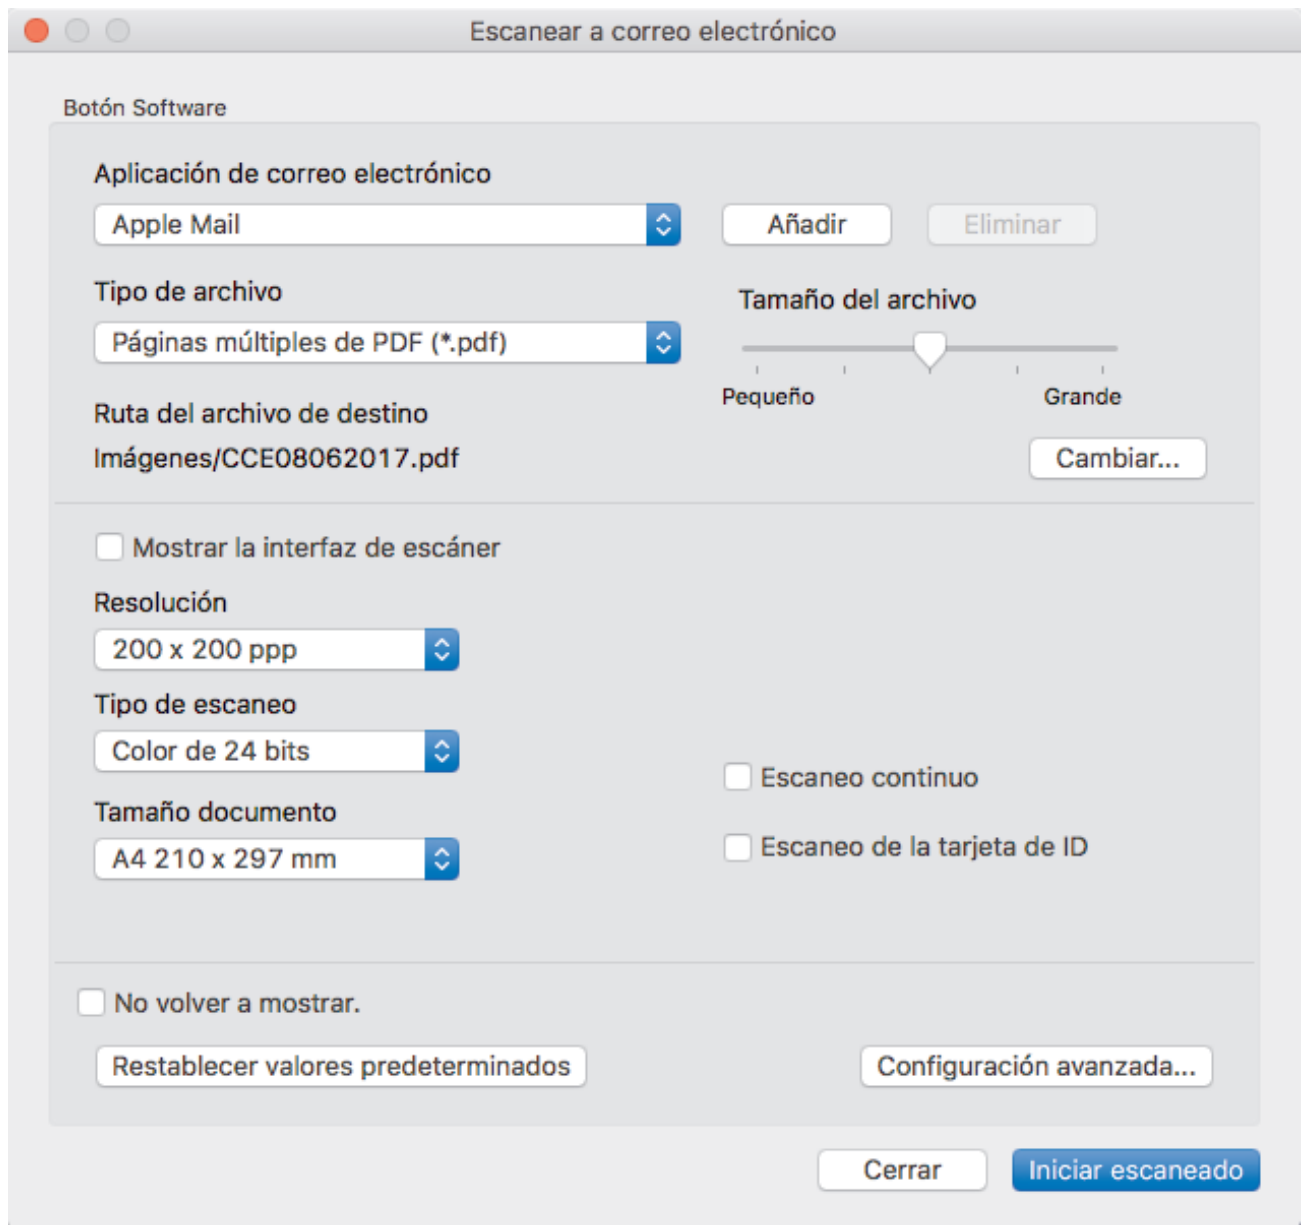 Escanear a correo electrónico
Botón Software
Aplicación de correo electrónico
Apple Mail
Añadir
Eliminar
Tipo de archivo
Tamaño del archivo
Páginas múltiples de PDF (*.pdf)
Pequeño
Grande
Ruta del archivo de destino
Imágenes/CCE08062017.pdf
Cambiar...
Mostrar la interfaz de escáner
Resolución
200 x 200 ppp
Tipo de escaneo
Color de 24 bits
Escaneo continuo
Tamaño documento
Escaneo de la tarjeta de ID
A4 210 x 297 mm
No volver a mostrar.
Restablecer valores predeterminados
Configuración avanzada...
Cerrar
Iniciar escaneado